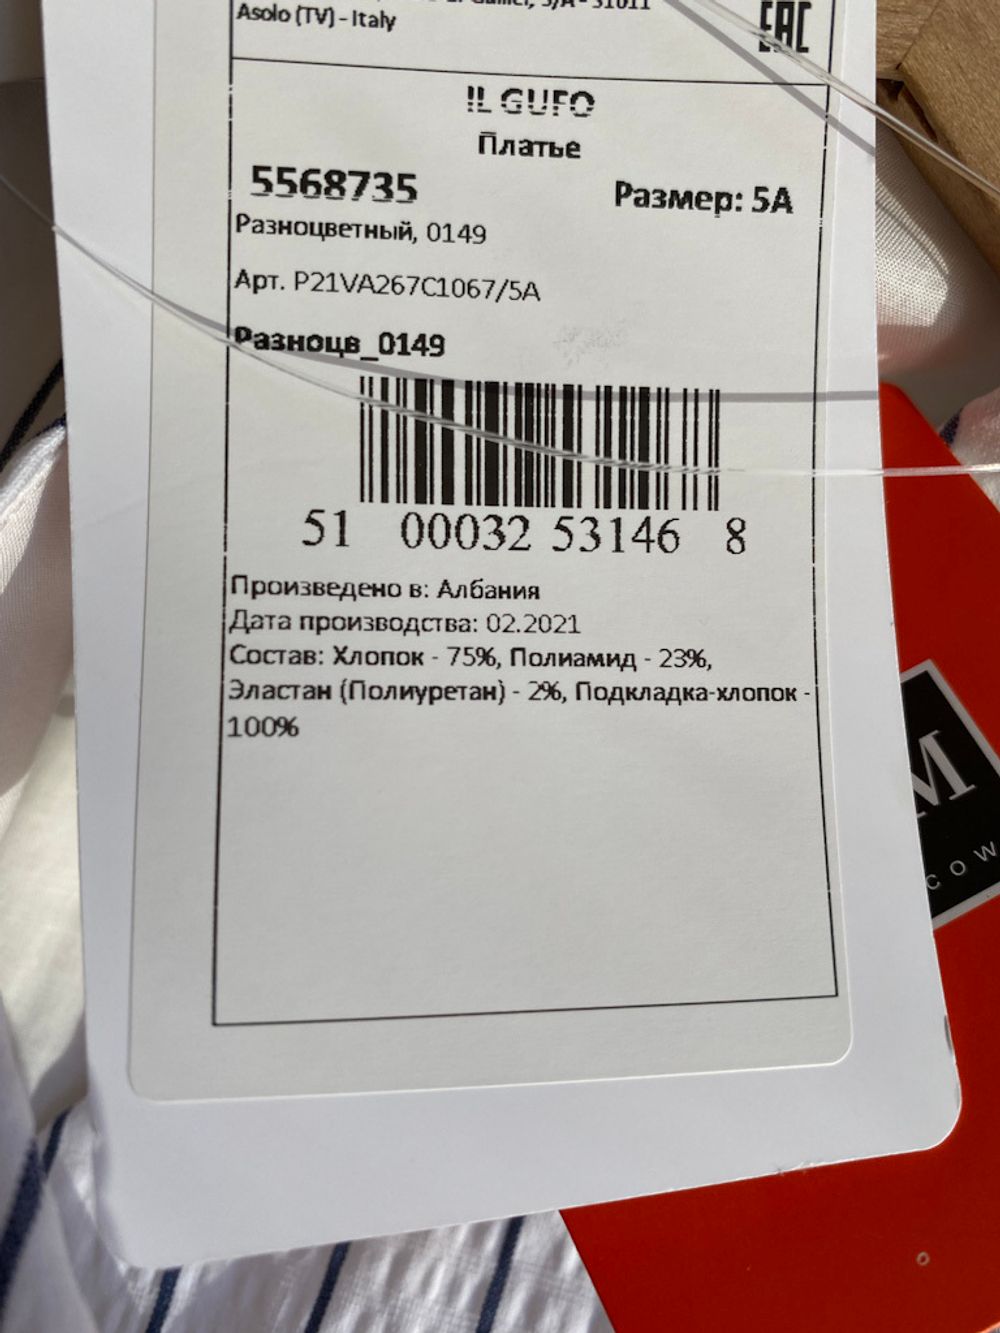 5/A - 31011
Asolo (TV) - Italy
EAC
IL GUFO
Платье
5568735
Размер: 5A
Разноцветный, 0149
Арт. P21VA267C1067/5A
Разноцв_0149
51 00032 53146 8
Произведено в: Албания
Дата производства: 02.2021
Состав: Хлопок - 75%, Полиамид - 23%,
Эластан (Полиуретан) - 2%, Подкладка-хлопок -
100%
M
COW